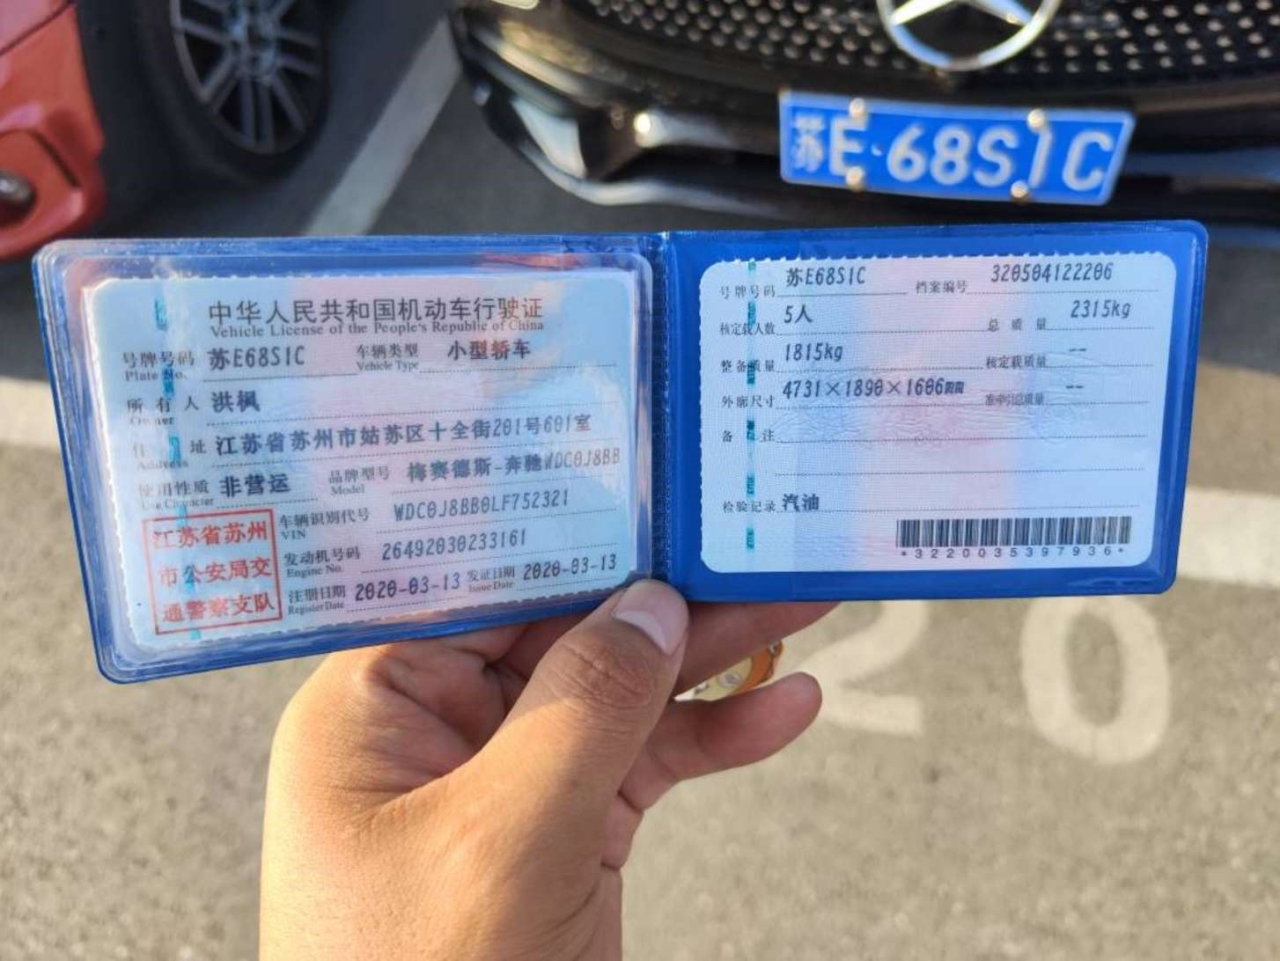 苏E·68S1C
中华人民共和国机动车行驶证
Vehicle License of the People's Republic of China
号牌号码 苏E68S1C 车辆类型 小型轿车
Plate No. Vehicle Type
所有人 洪枫
Owner
住址 江苏省苏州市姑苏区十全街201号601室
Address
使用性质 非营运 品牌型号 梅赛德斯-奔驰WDC0J8BB
Use Character Model
车辆识别代号 WDC0J8BB0LF752321
VIN
发动机号码 26492030233161
Engine No.
注册日期 2020-03-13 发证日期 2020-03-13
Register Date Issue Date
江苏省苏州
市公安局交
通警察支队
号牌号码 苏E68S1C 档案编号 320504122206
核定载人数 5人 总质量 2315kg
整备质量 1815kg 核定载质量 --
外廓尺寸 4731×1890×1606mm 准牵引总质量 --
备注
检验记录 汽油
*3220035397936*
20